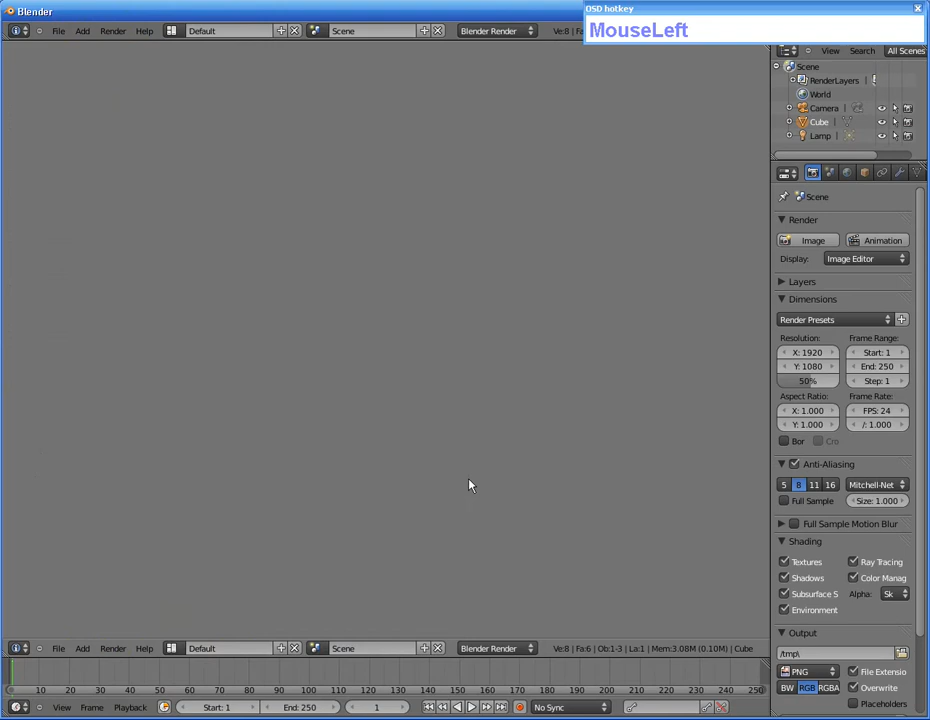 Blender
OSD hotkey
MouseLeft
File Add Render Help Default Scene Blender Render Ve:8 | Fa
View Search All Scenes
Scene
RenderLayers
World
Camera
Cube
Lamp
Scene
Render
Image Animation
Display: Image Editor
Layers
Dimensions
Render Presets
Resolution: Frame Range:
X: 1920 Start: 1
Y: 1080 End: 250
50% Step: 1
Aspect Ratio: Frame Rate:
X: 1.000 FPS: 24
Y: 1.000 /: 1.000
Bor Cro
Anti-Aliasing
5 8 11 16 Mitchell-Net
Full Sample Size: 1.000
Full Sample Motion Blur
Shading
Textures Ray Tracing
Shadows Color Manag
Subsurface S Alpha: Sk
Environment
Output
/tmp\
PNG File Extensio
BW RGB RGBA Overwrite
Placeholders
File Add Render Help Default Scene Blender Render Ve:8 | Fa:6 | Ob:1-3 | La:1 | Mem:3.08M (0.10M) | Cube
10 20 30 40 50 60 70 80 90 100 110 120 130 140 150 160 170 180 190 200 210 220 230 240 250
View Frame Playback Start: 1 End: 250 1 No Sync